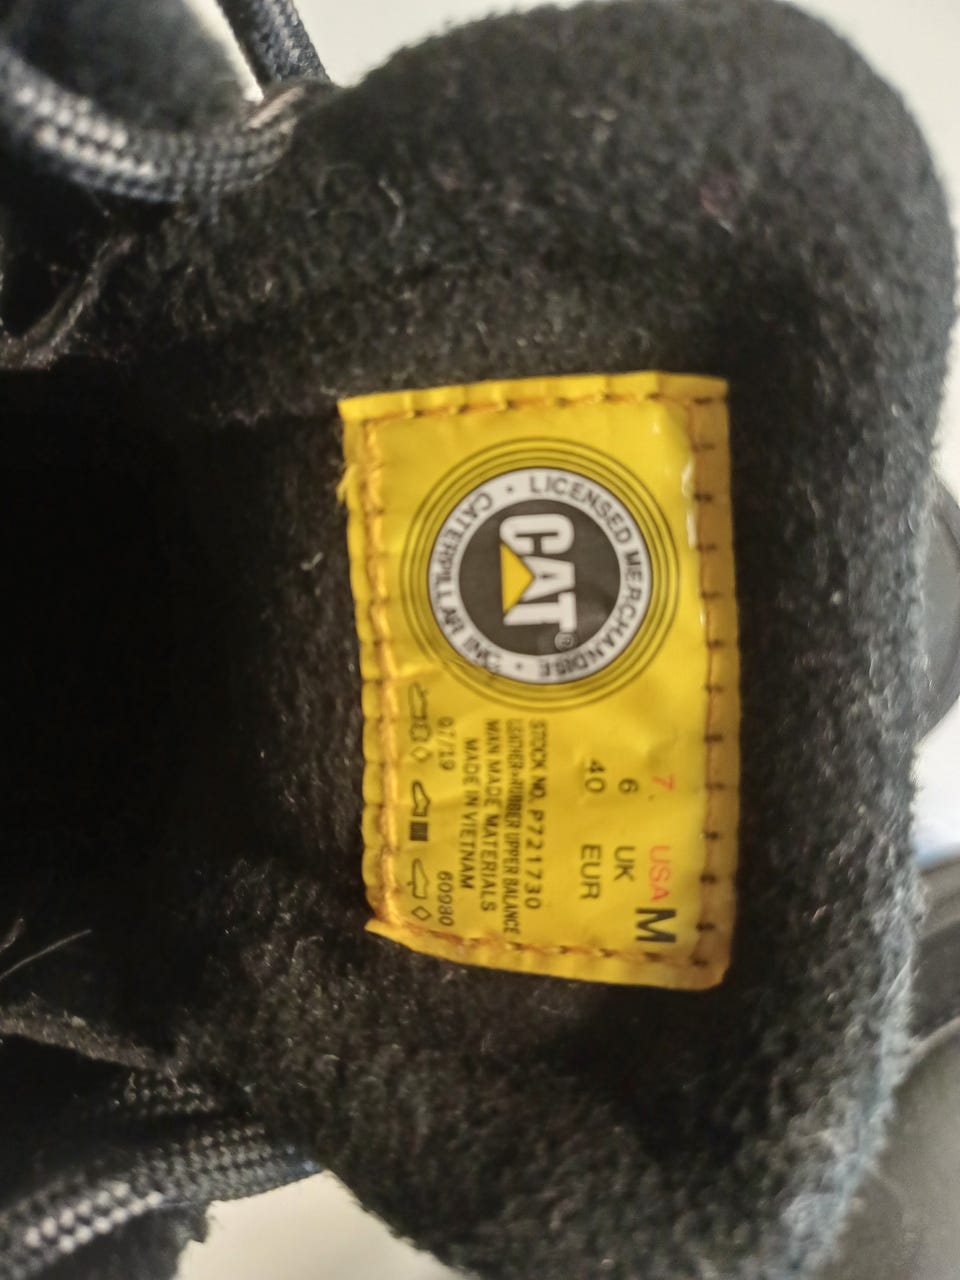 LICENSED MERCHANDISE • CATERPILLAR INC. •
CAT®
7. USA M
6 UK
40 EUR
STOCK NO. P721730
LEATHER+RUBBER UPPER BALANCE
MAN MADE MATERIALS
MADE IN VIETNAM
07/19 60980